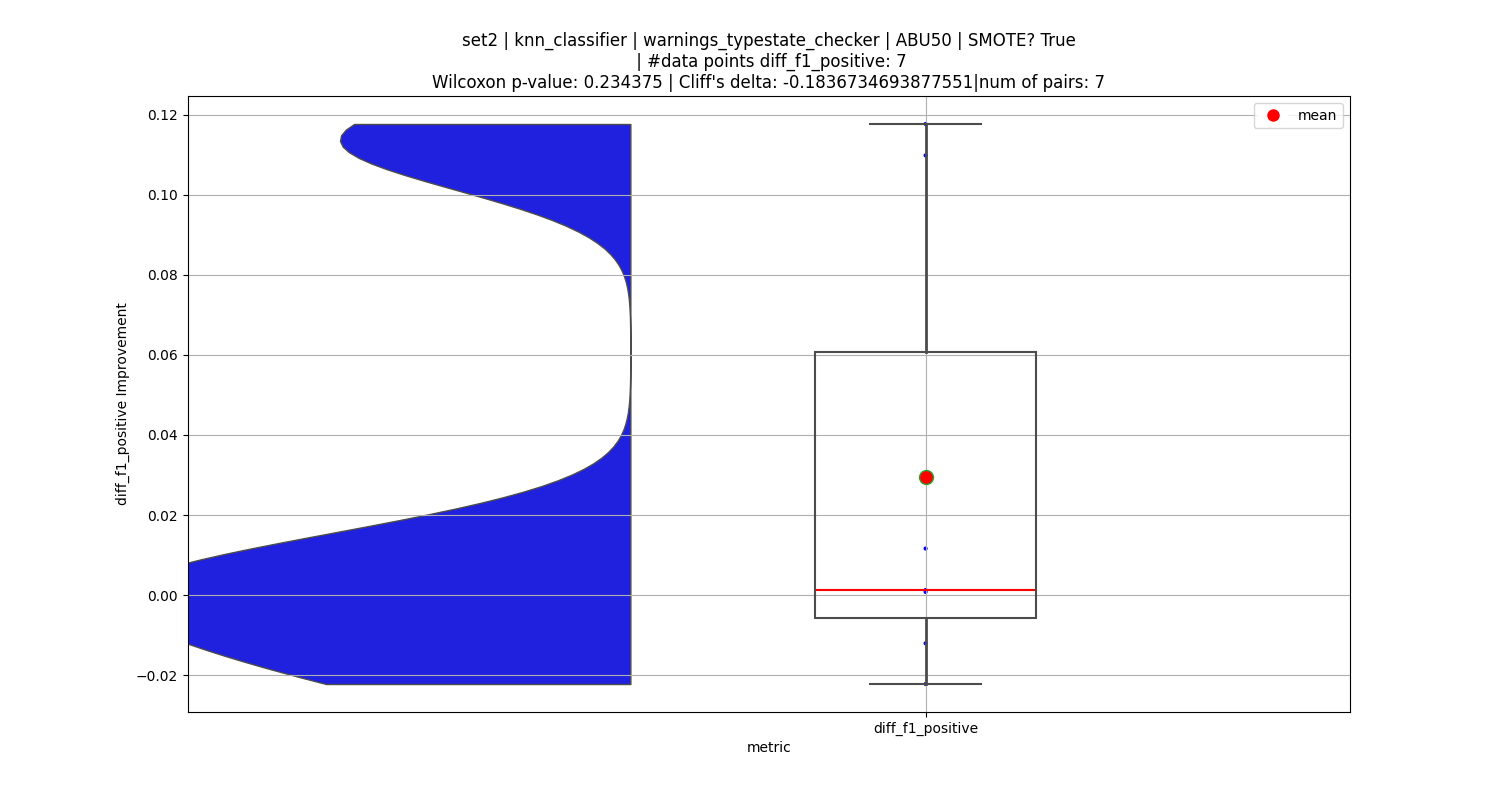 set2 | knn_classifier | warnings_typestate_checker | ABU50 | SMOTE? True
| #data points diff_f1_positive: 7
Wilcoxon p-value: 0.234375 | Cliff's delta: -0.1836734693877551|num of pairs: 7
mean
0.12
0.10
0.08
0.06
0.04
0.02
0.00
−0.02
diff_f1_positive Improvement
diff_f1_positive
metric